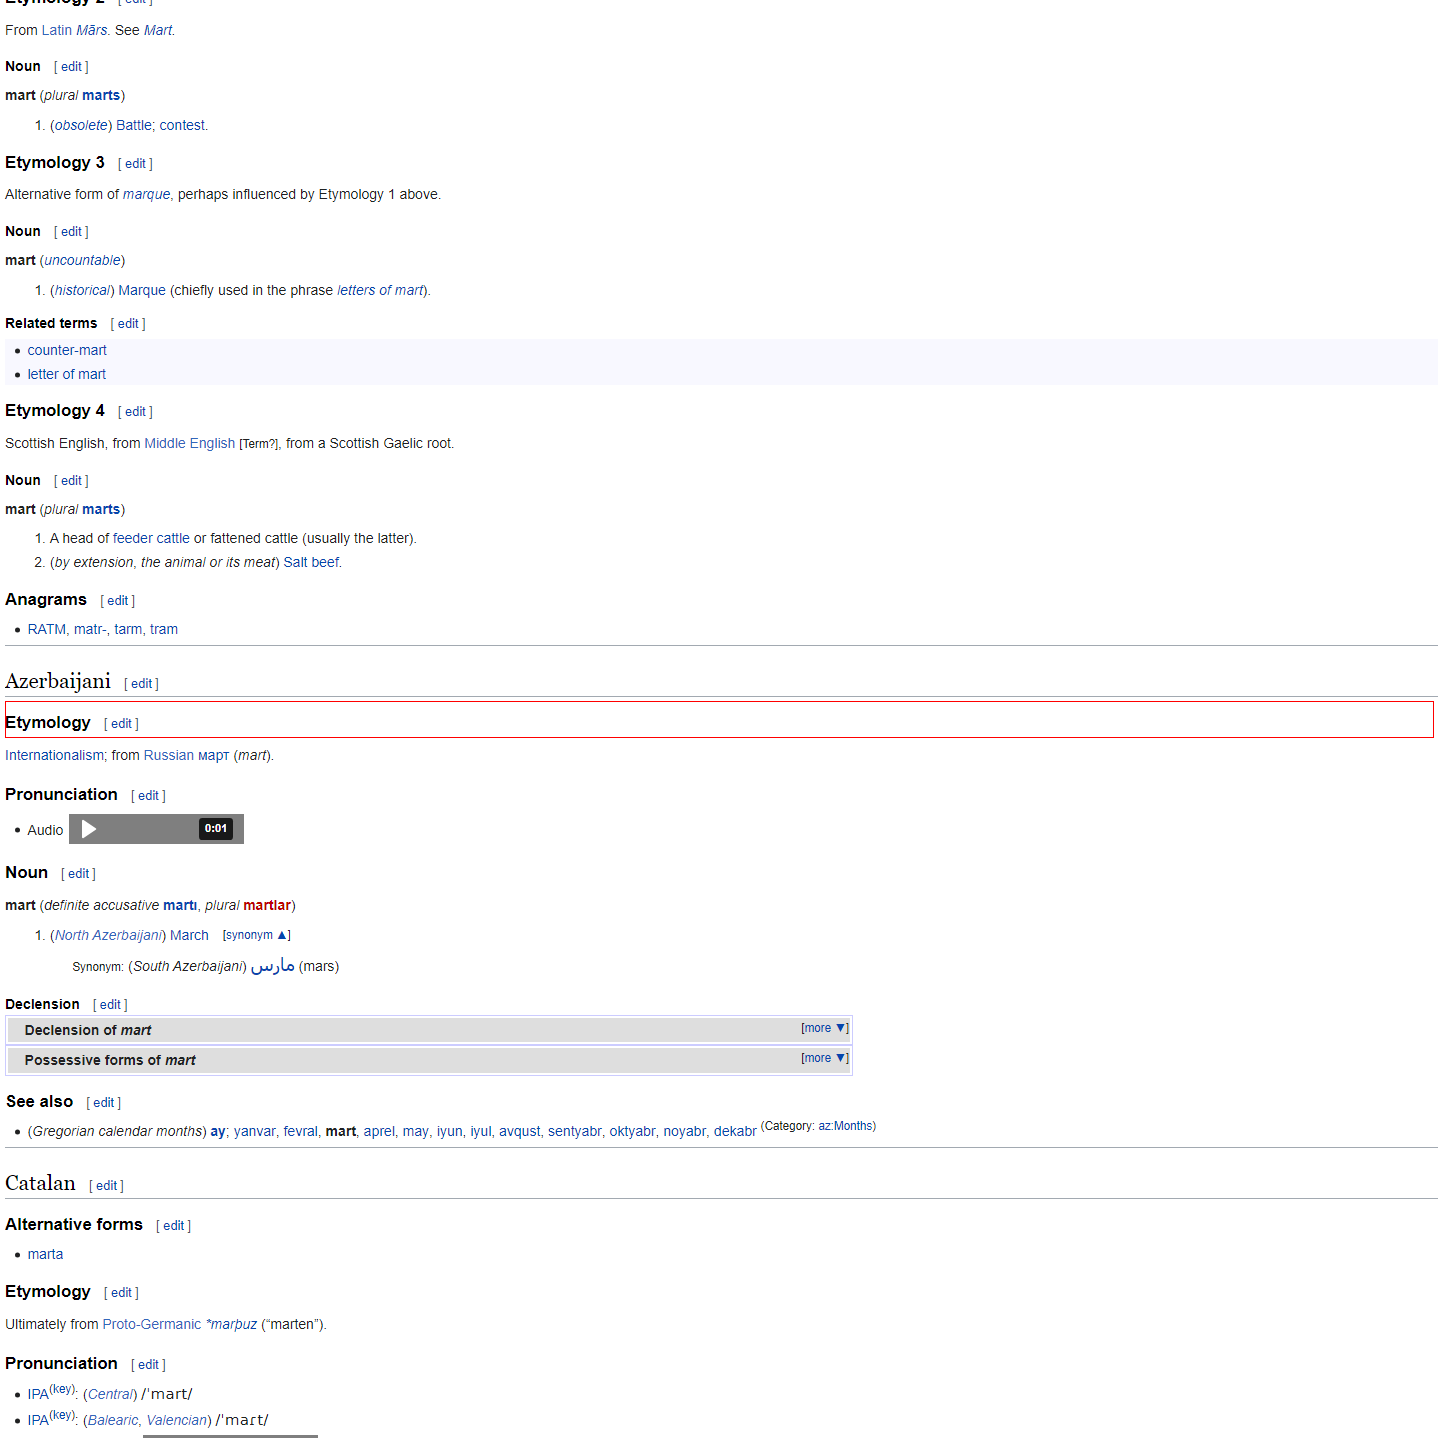 Etymology 2 [ edit ]
From Latin Mārs. See Mart.
Noun [ edit ]
mart (plural marts)
1. (obsolete) Battle; contest.
Etymology 3 [ edit ]
Alternative form of marque, perhaps influenced by Etymology 1 above.
Noun [ edit ]
mart (uncountable)
1. (historical) Marque (chiefly used in the phrase letters of mart).
Related terms [ edit ]
• counter-mart
• letter of mart
Etymology 4 [ edit ]
Scottish English, from Middle English [Term?], from a Scottish Gaelic root.
Noun [ edit ]
mart (plural marts)
1. A head of feeder cattle or fattened cattle (usually the latter).
2. (by extension, the animal or its meat) Salt beef.
Anagrams [ edit ]
• RATM, matr-, tarm, tram
Azerbaijani [ edit ]
Etymology [ edit ]
Internationalism; from Russian март (mart).
Pronunciation [ edit ]
• Audio 0:01
Noun [ edit ]
mart (definite accusative martı, plural martlar)
1. (North Azerbaijani) March [synonym ▲]
Synonym: (South Azerbaijani) مارس (mars)
Declension [ edit ]
Declension of mart [more ▼]
Possessive forms of mart [more ▼]
See also [ edit ]
• (Gregorian calendar months) ay; yanvar, fevral, mart, aprel, may, iyun, iyul, avqust, sentyabr, oktyabr, noyabr, dekabr (Category: az:Months)
Catalan [ edit ]
Alternative forms [ edit ]
• marta
Etymology [ edit ]
Ultimately from Proto-Germanic *marþuz (“marten”).
Pronunciation [ edit ]
• IPA(key): (Central) /ˈmart/
• IPA(key): (Balearic, Valencian) /ˈmaɾt/